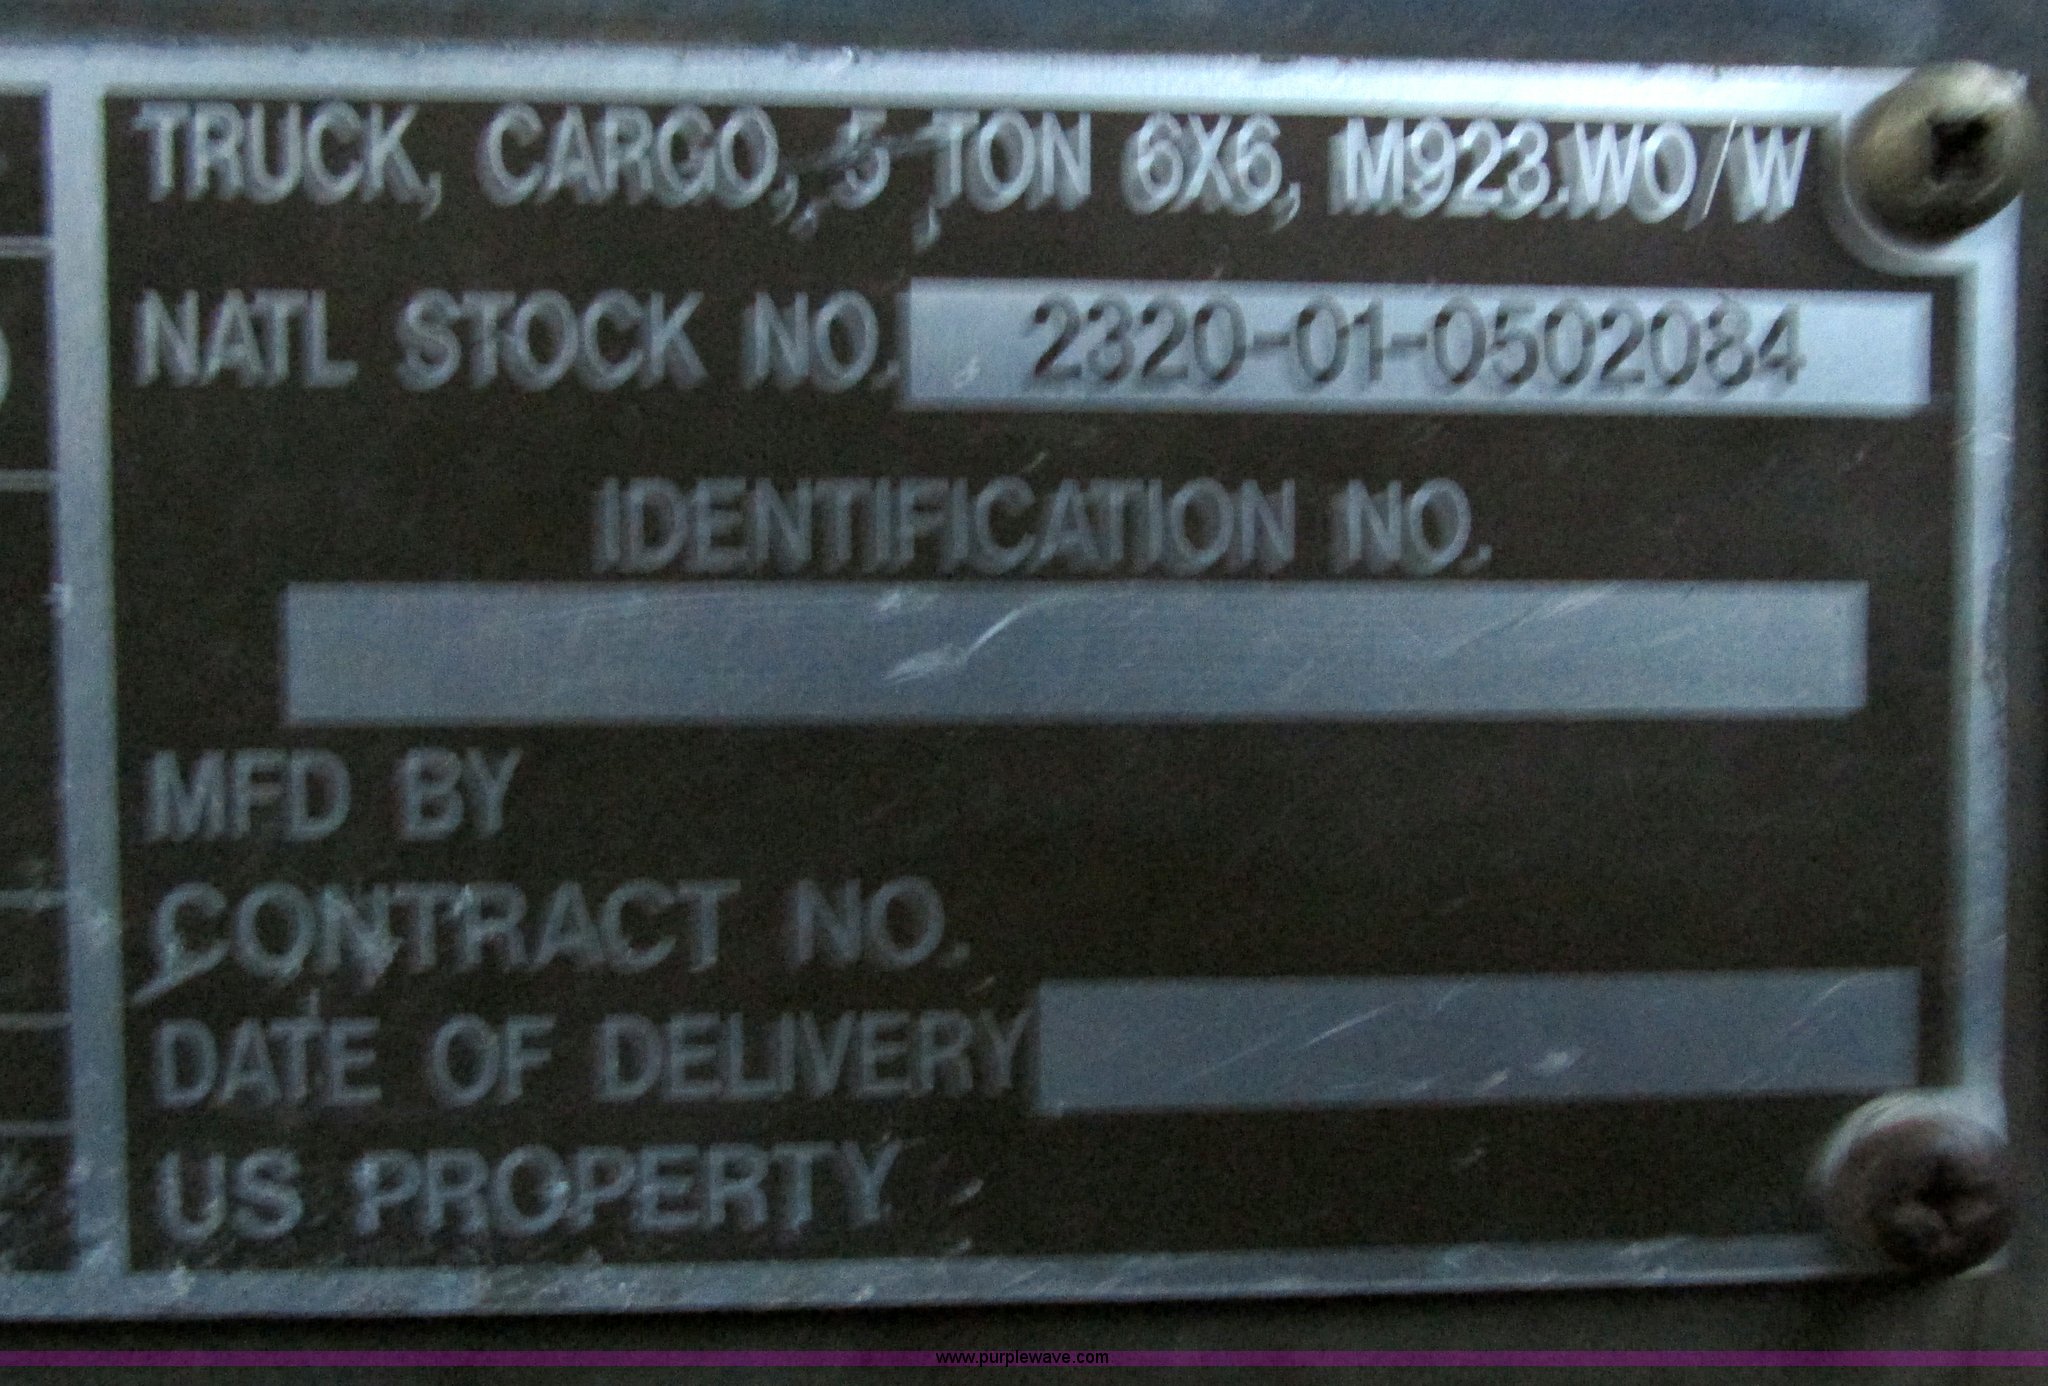 TRUCK, CARGO, 5 TON 6X6, M923.WO/W
NATL STOCK NO. 2320-01-0502084
IDENTIFICATION NO.
MFD BY
CONTRACT NO.
DATE OF DELIVERY
US PROPERTY
www.purplewave.com